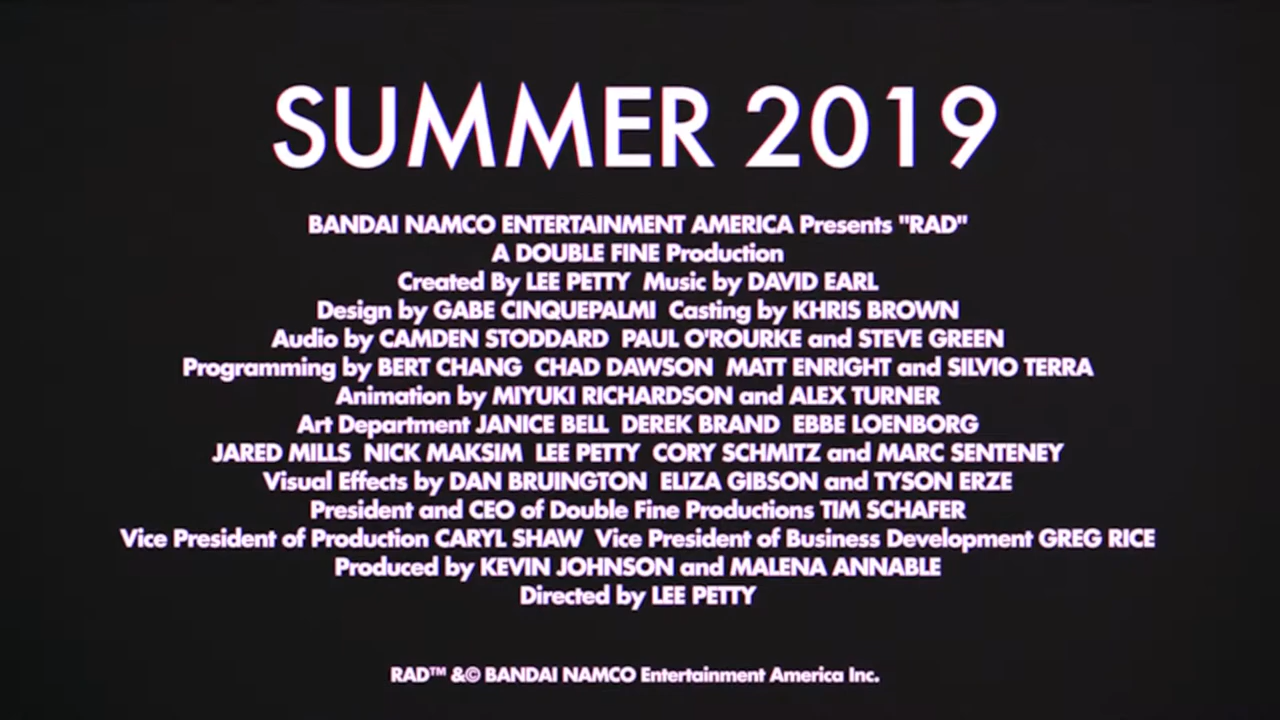 SUMMER 2019
BANDAI NAMCO ENTERTAINMENT AMERICA Presents "RAD"
A DOUBLE FINE Production
Created By LEE PETTY  Music by DAVID EARL
Design by GABE CINQUEPALMI  Casting by KHRIS BROWN
Audio by CAMDEN STODDARD  PAUL O'ROURKE and STEVE GREEN
Programming by BERT CHANG  CHAD DAWSON  MATT ENRIGHT and SILVIO TERRA
Animation by MIYUKI RICHARDSON and ALEX TURNER
Art Department JANICE BELL  DEREK BRAND  EBBE LOENBORG
JARED MILLS  NICK MAKSIM  LEE PETTY  CORY SCHMITZ and MARC SENTENEY
Visual Effects by DAN BRUINGTON  ELIZA GIBSON and TYSON ERZE
President and CEO of Double Fine Productions TIM SCHAFER
Vice President of Production CARYL SHAW  Vice President of Business Development GREG RICE
Produced by KEVIN JOHNSON and MALENA ANNABLE
Directed by LEE PETTY
RAD™ &© BANDAI NAMCO Entertainment America Inc.